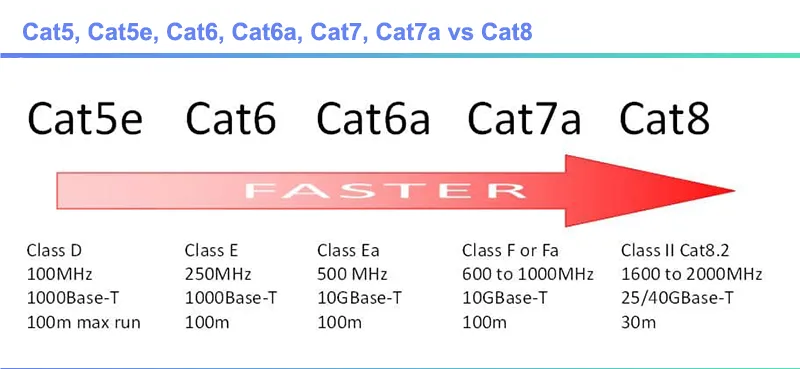 Cat5, Cat5e, Cat6, Cat6a, Cat7, Cat7a vs Cat8
Cat5e Cat6 Cat6a Cat7a Cat8
FASTER
Class D Class E Class Ea Class F or Fa Class II Cat8.2
100MHz 250MHz 500 MHz 600 to 1000MHz 1600 to 2000MHz
1000Base-T 1000Base-T 10GBase-T 10GBase-T 25/40GBase-T
100m max run 100m 100m 100m 30m